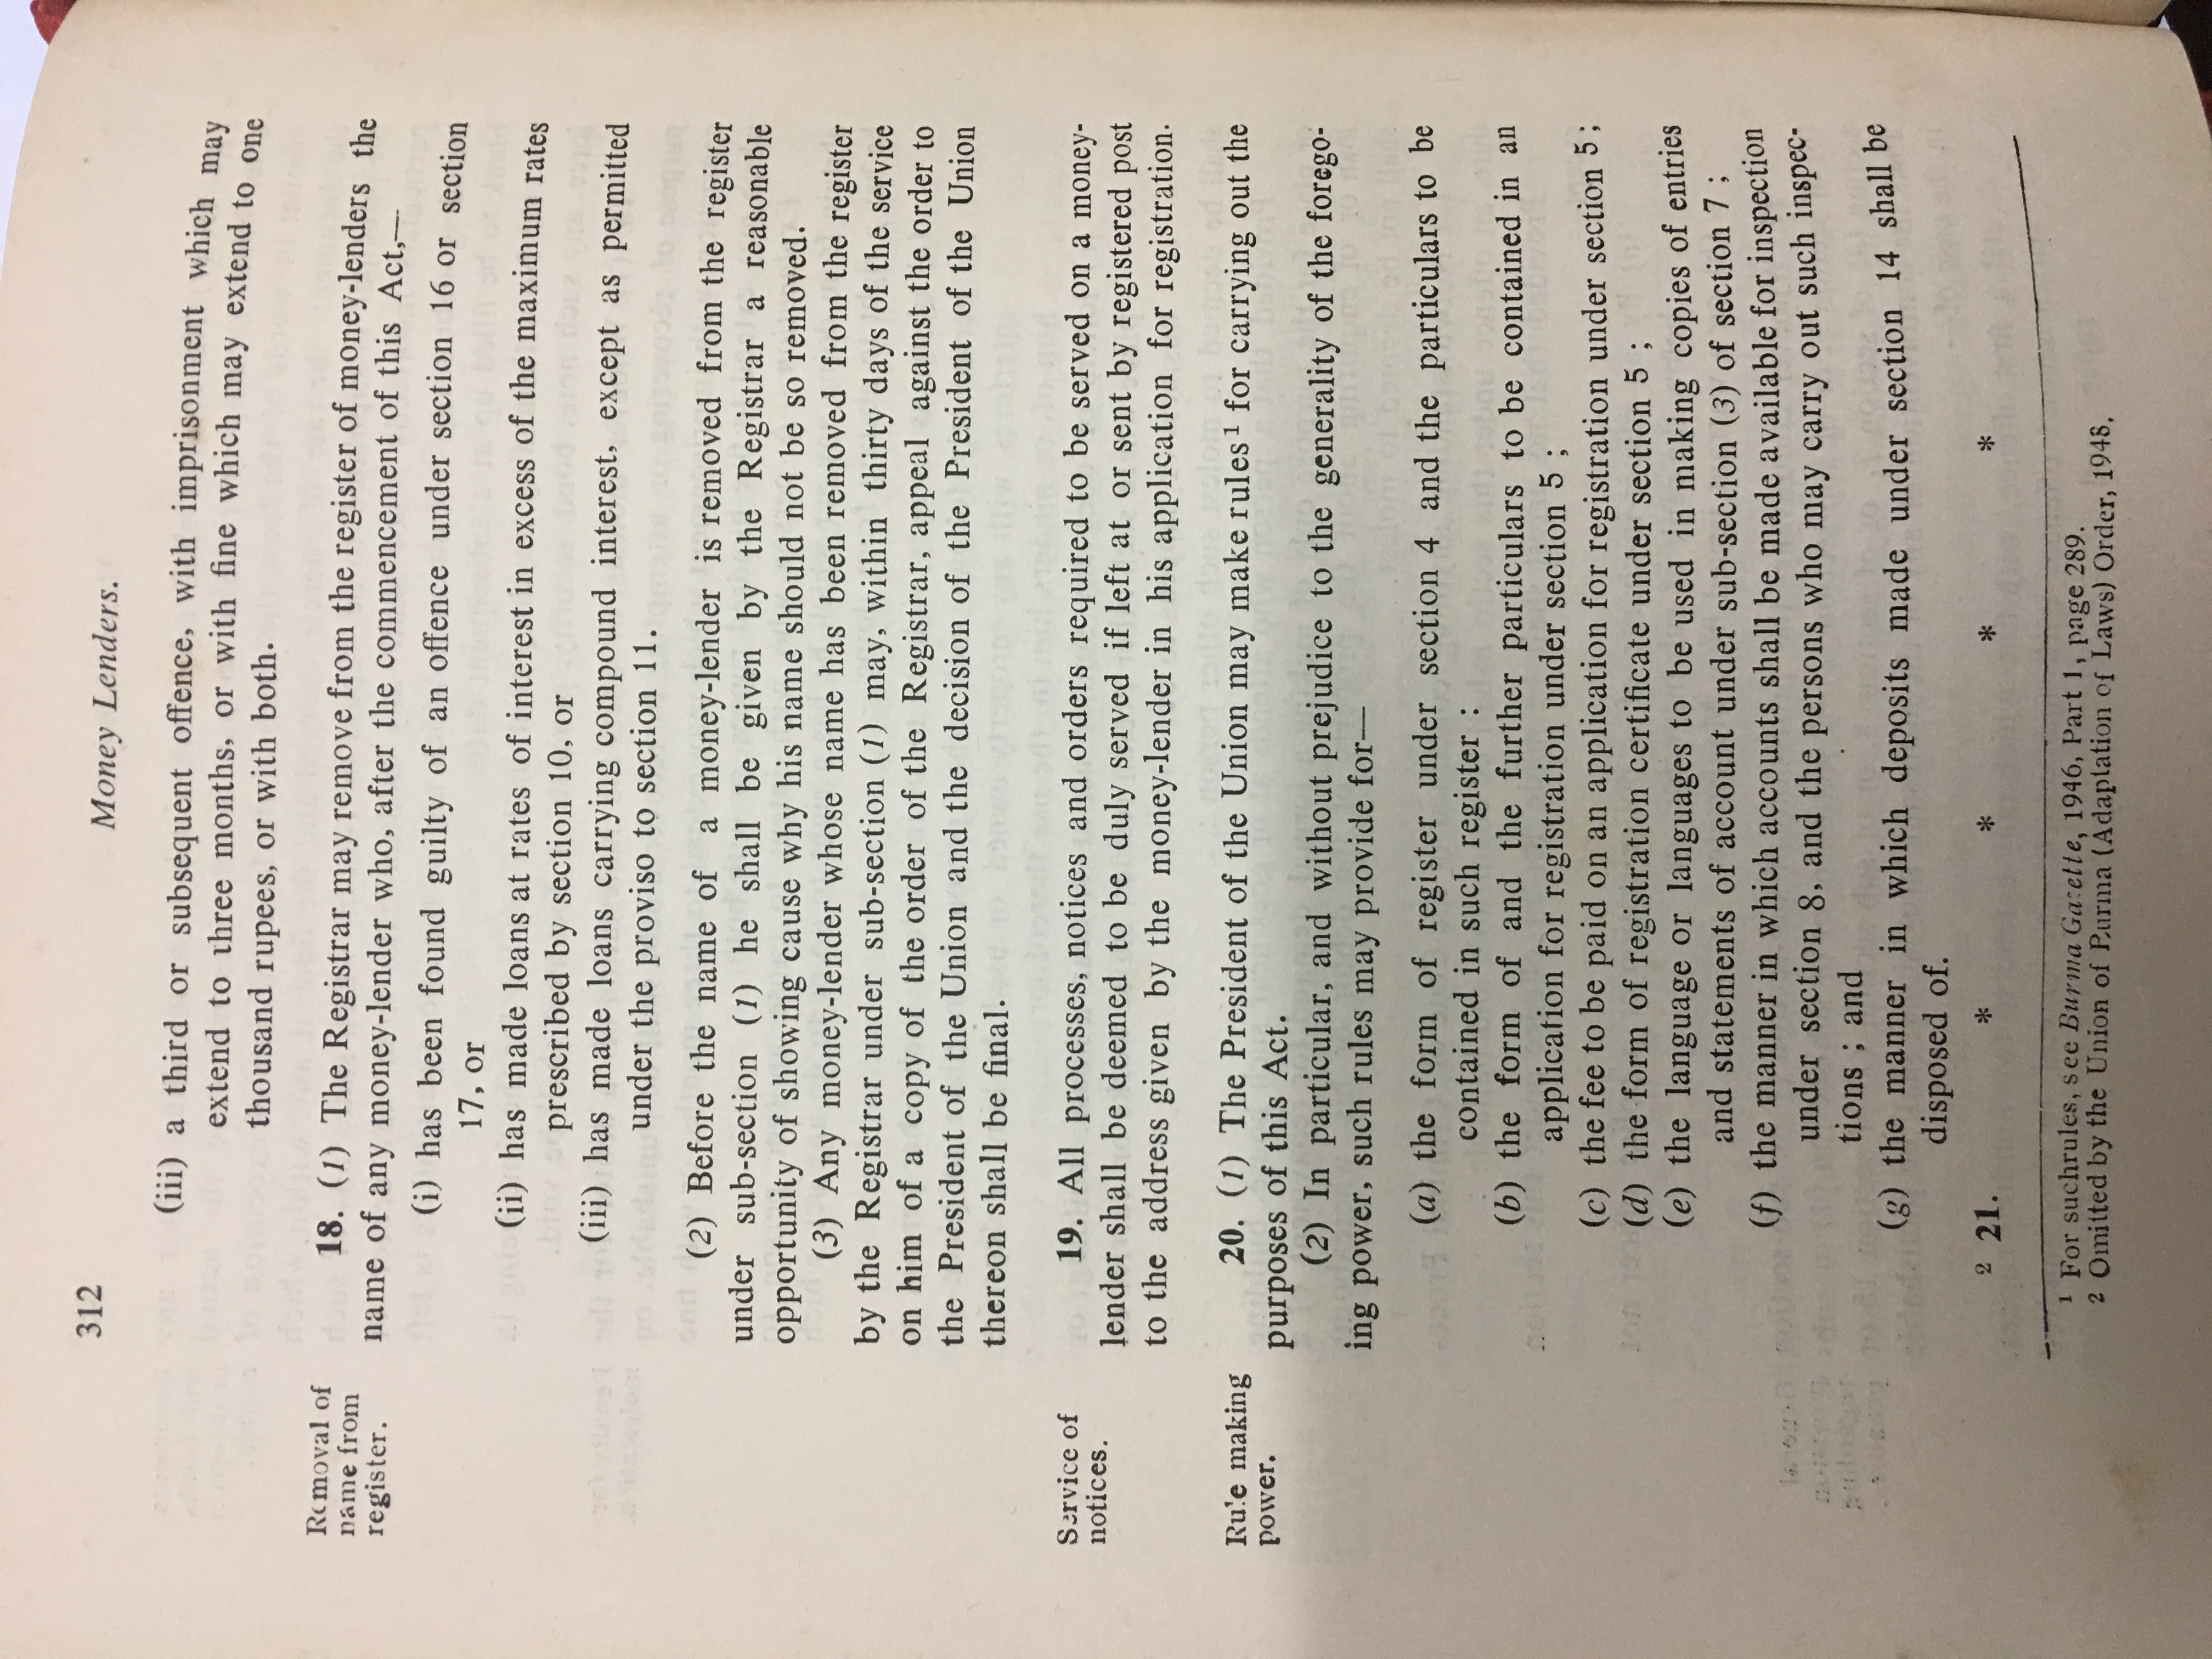 312
Money Lenders.
(iii) a third or subsequent offence, with imprisonment which may
extend to three months, or with fine which may extend to one
thousand rupees, or with both.
Removal of
name from
register.
18. (1) The Registrar may remove from the register of money-lenders the
name of any money-lender who, after the commencement of this Act,—
(i) has been found guilty of an offence under section 16 or section
17, or
(ii) has made loans at rates of interest in excess of the maximum rates
prescribed by section 10, or
(iii) has made loans carrying compound interest, except as permitted
under the proviso to section 11.
(2) Before the name of a money-lender is removed from the register
under sub-section (1) he shall be given by the Registrar a reasonable
opportunity of showing cause why his name should not be so removed.
(3) Any money-lender whose name has been removed from the register
by the Registrar under sub-section (1) may, within thirty days of the service
on him of a copy of the order of the Registrar, appeal against the order to
the President of the Union and the decision of the President of the Union
thereon shall be final.
Service of
notices.
19. All processes, notices and orders required to be served on a money-
lender shall be deemed to be duly served if left at or sent by registered post
to the address given by the money-lender in his application for registration.
Rule making
power.
20. (1) The President of the Union may make rules¹ for carrying out the
purposes of this Act.
(2) In particular, and without prejudice to the generality of the forego-
ing power, such rules may provide for—
(a) the form of register under section 4 and the particulars to be
contained in such register :
(b) the form of and the further particulars to be contained in an
application for registration under section 5 ;
(c) the fee to be paid on an application for registration under section 5 ;
(d) the form of registration certificate under section 5 ;
(e) the language or languages to be used in making copies of entries
and statements of account under sub-section (3) of section 7 ;
(f) the manner in which accounts shall be made available for inspection
under section 8, and the persons who may carry out such inspec-
tions ; and
(g) the manner in which deposits made under section 14 shall be
disposed of.
² 21. * * * *
¹ For suchrules, see Burma Gazette, 1946, Part 1, page 289.
² Omitted by the Union of Burma (Adaptation of Laws) Order, 1948.